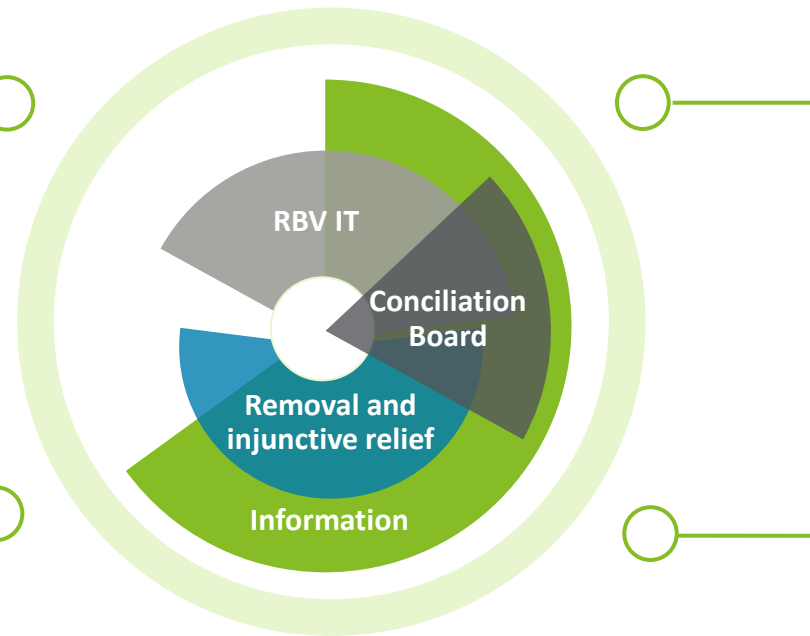 RBV IT
Conciliation
Board
Removal and
injunctive relief
Information